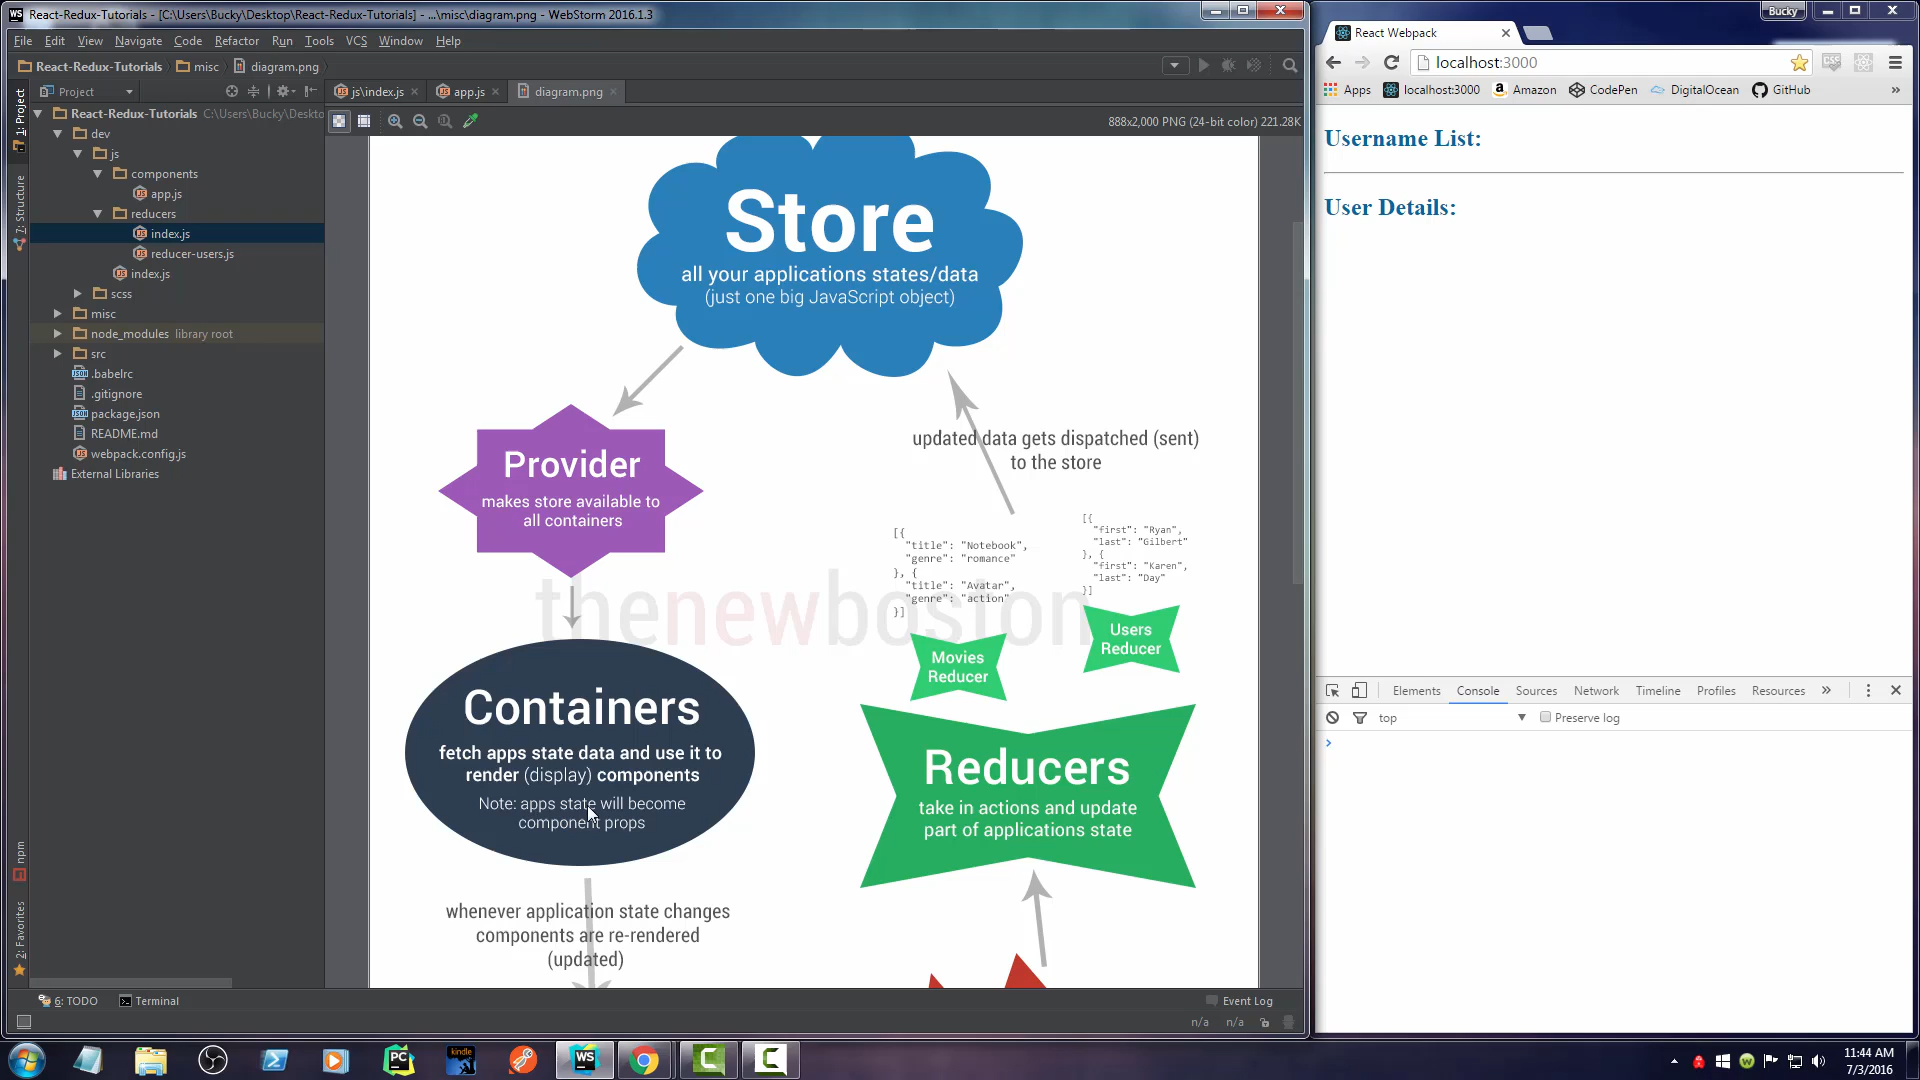 React-Redux-Tutorials - [C:\Users\Bucky\Desktop\React-Redux-Tutorials] - ...\misc\diagram.png - WebStorm 2016.1.3
File Edit View Navigate Code Refactor Run Tools VCS Window Help
React-Redux-Tutorials misc diagram.png
1: Project
7: Structure
npm
2: Favorites
Project
React-Redux-Tutorials C:\Users\Bucky\Deskto
dev
js
components
app.js
reducers
index.js
reducer-users.js
index.js
scss
misc
node_modules library root
src
.babelrc
.gitignore
package.json
README.md
webpack.config.js
External Libraries
js\index.js app.js diagram.png
888x2,000 PNG (24-bit color) 221.28K
Store
all your applications states/data
(just one big JavaScript object)
Provider
makes store available to
all containers
updated data gets dispatched (sent)
to the store
[{
"title": "Notebook",
"genre": "romance"
}, {
"title": "Avatar",
"genre": "action"
}]
[{
"first": "Ryan",
"last": "Gilbert"
}, {
"first": "Karen",
"last": "Day"
}]
thenewboston
Movies
Reducer
Users
Reducer
Containers
fetch apps state data and use it to
render (display) components
Note: apps state will become
component props
Reducers
take in actions and update
part of applications state
whenever application state changes
components are re-rendered
(updated)
6: TODO Terminal Event Log
n/a n/a
Bucky
React Webpack
localhost:3000
Apps localhost:3000 Amazon CodePen DigitalOcean GitHub »
Username List:
User Details:
Elements Console Sources Network Timeline Profiles Resources »
top Preserve log
11:44 AM
7/3/2016